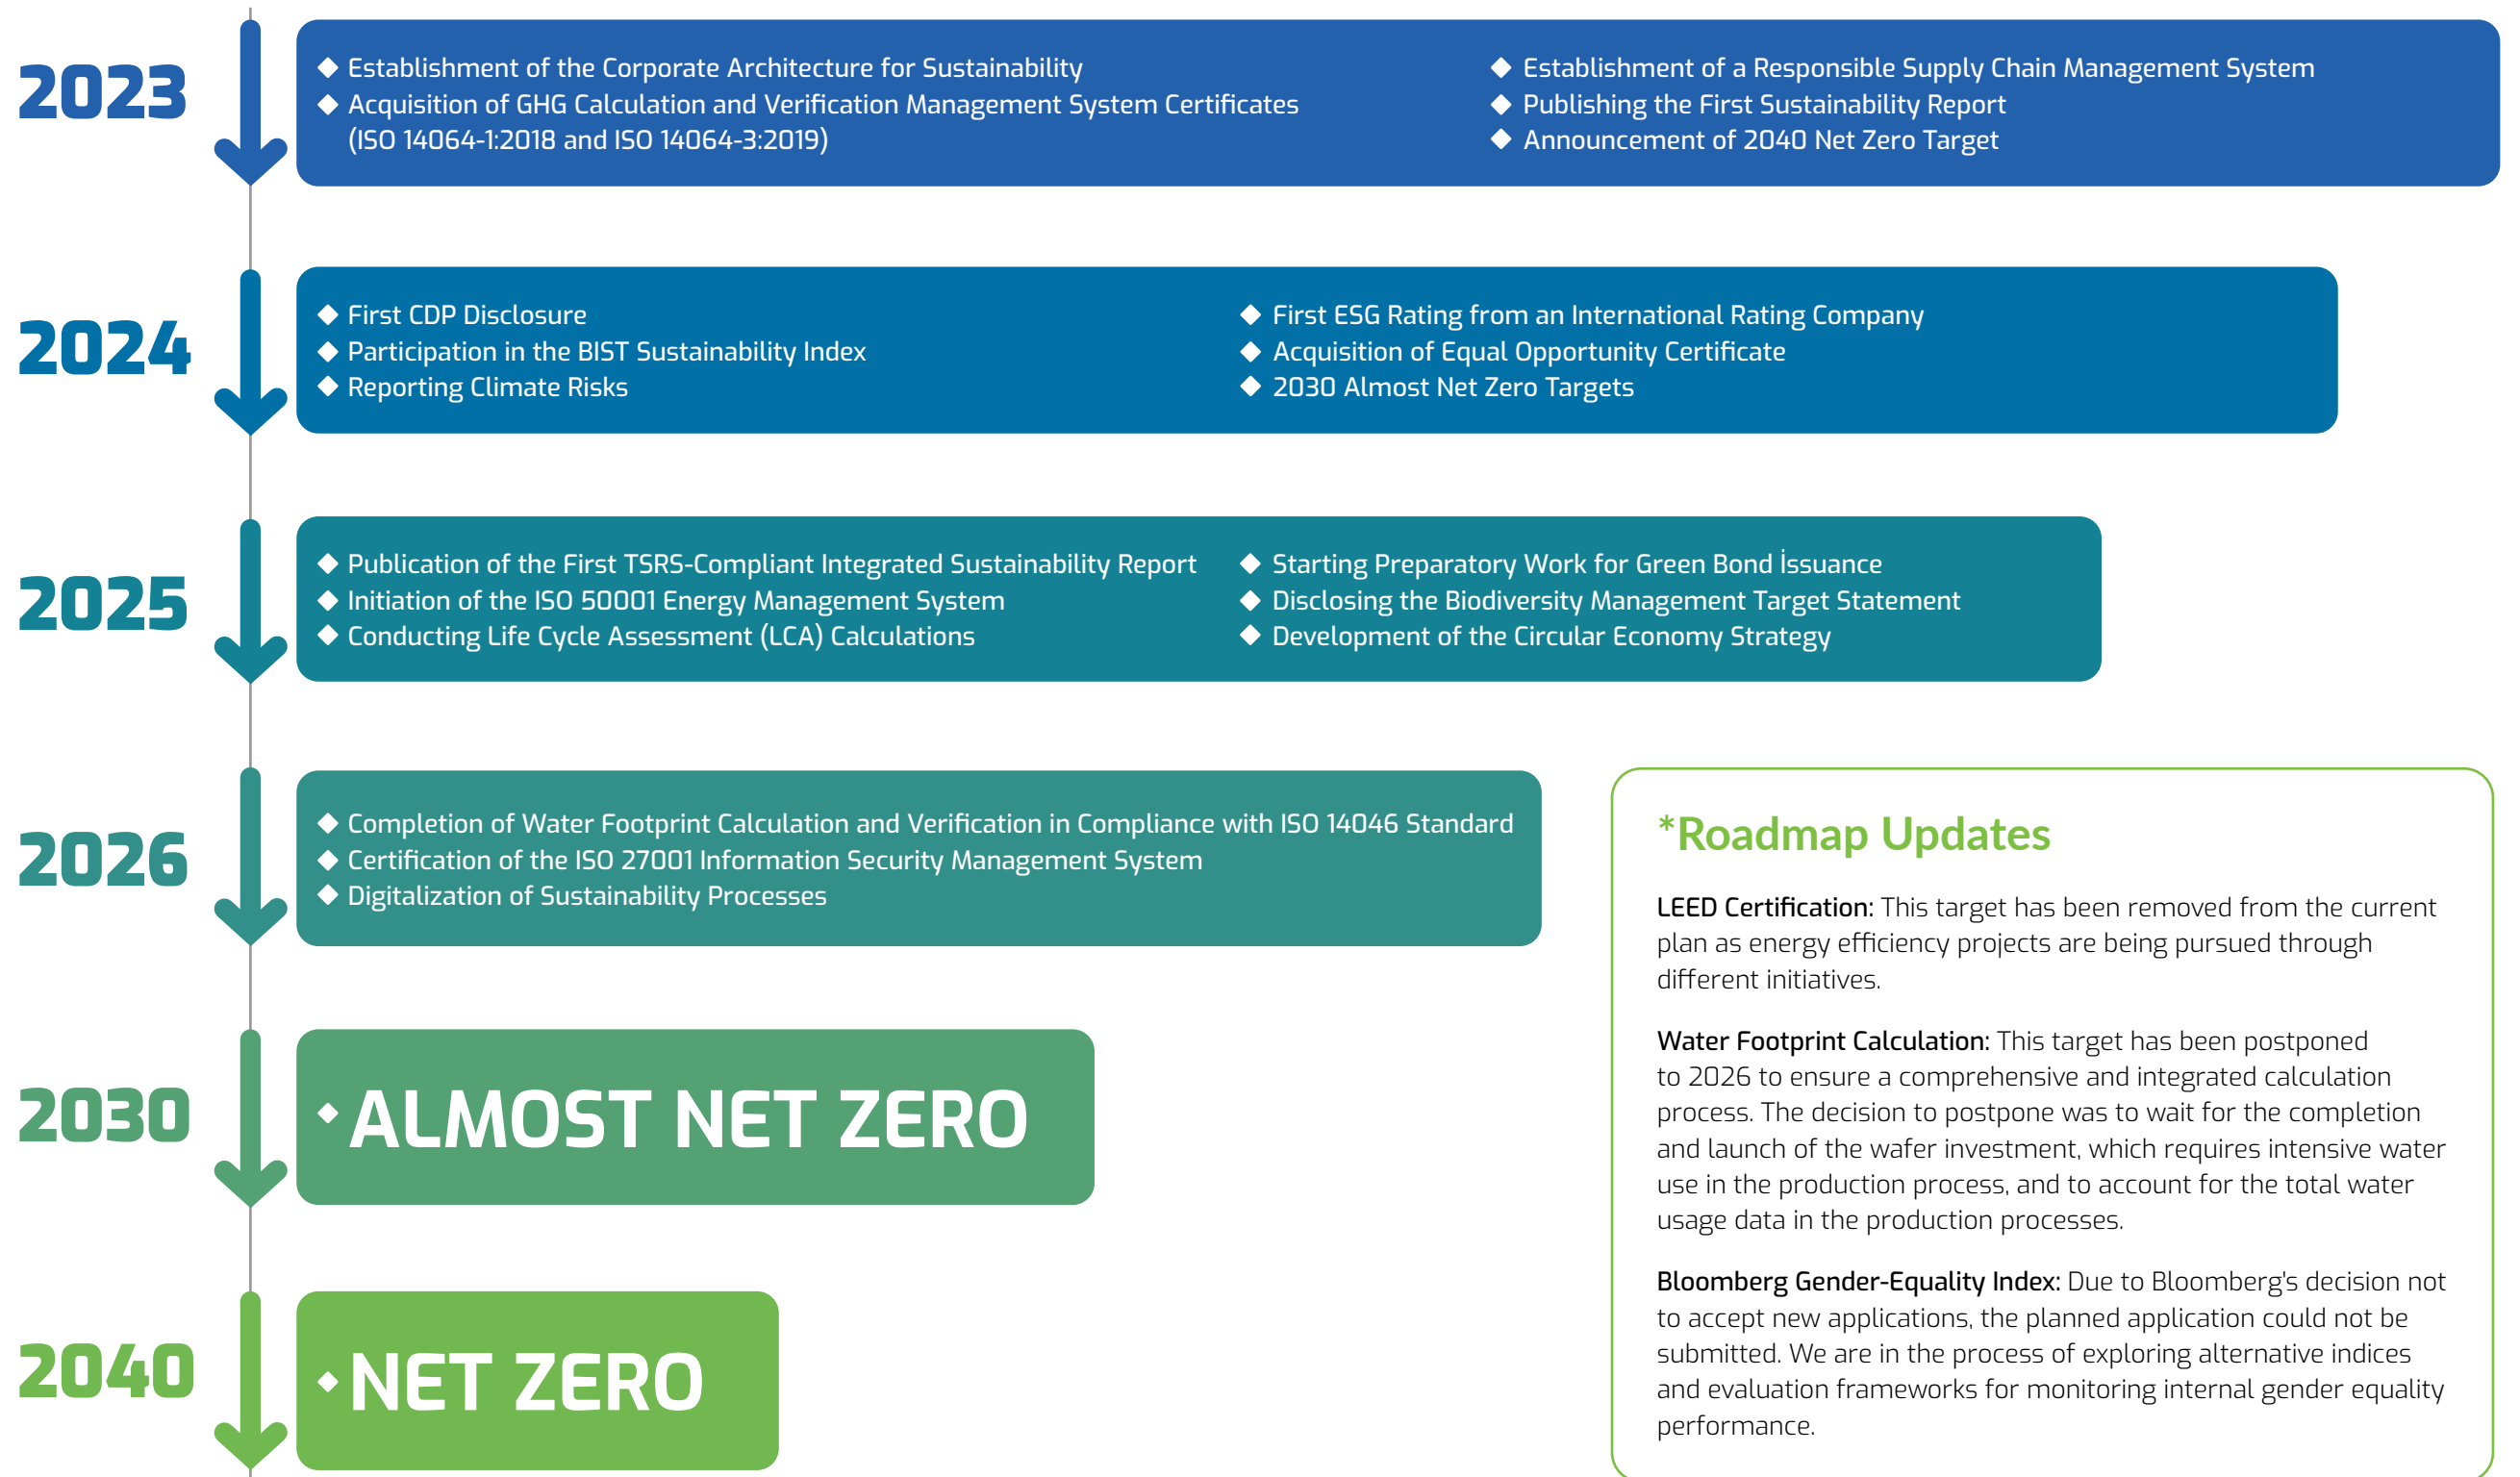 2023
◆ Establishment of the Corporate Architecture for Sustainability
◆ Acquisition of GHG Calculation and Verification Management System Certificates
(ISO 14064-1:2018 and ISO 14064-3:2019)
◆ Establishment of a Responsible Supply Chain Management System
◆ Publishing the First Sustainability Report
◆ Announcement of 2040 Net Zero Target
2024
◆ First CDP Disclosure
◆ Participation in the BIST Sustainability Index
◆ Reporting Climate Risks
◆ First ESG Rating from an International Rating Company
◆ Acquisition of Equal Opportunity Certificate
◆ 2030 Almost Net Zero Targets
2025
◆ Publication of the First TSRS-Compliant Integrated Sustainability Report
◆ Initiation of the ISO 50001 Energy Management System
◆ Conducting Life Cycle Assessment (LCA) Calculations
◆ Starting Preparatory Work for Green Bond İssuance
◆ Disclosing the Biodiversity Management Target Statement
◆ Development of the Circular Economy Strategy
2026
◆ Completion of Water Footprint Calculation and Verification in Compliance with ISO 14046 Standard
◆ Certification of the ISO 27001 Information Security Management System
◆ Digitalization of Sustainability Processes
2030
◆ ALMOST NET ZERO
2040
◆ NET ZERO
*Roadmap Updates
LEED Certification: This target has been removed from the current
plan as energy efficiency projects are being pursued through
different initiatives.
Water Footprint Calculation: This target has been postponed
to 2026 to ensure a comprehensive and integrated calculation
process. The decision to postpone was to wait for the completion
and launch of the wafer investment, which requires intensive water
use in the production process, and to account for the total water
usage data in the production processes.
Bloomberg Gender-Equality Index: Due to Bloomberg's decision not
to accept new applications, the planned application could not be
submitted. We are in the process of exploring alternative indices
and evaluation frameworks for monitoring internal gender equality
performance.